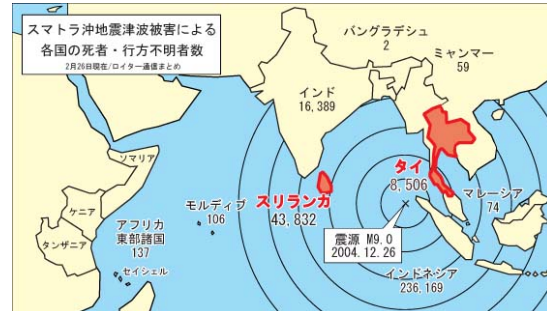 スマトラ沖地震津波被害による
各国の死者・行方不明者数
2月26日現在/ロイター通信まとめ
バングラデシュ
2
ミャンマー
59
インド
16,389
タイ
8,506
スリランカ
43,832
モルディブ
106
マレーシア
74
ソマリア
ケニア
タンザニア
アフリカ
東部諸国
137
セイシェル
震源 M9.0
2004.12.26
インドネシア
236,169